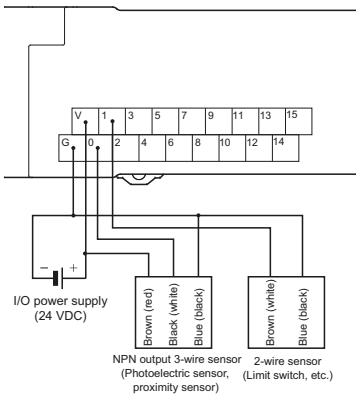 V 1 3 5 7 9 11 13 15
G 0 2 4 6 8 10 12 14
− +
I/O power supply
(24 VDC)
Brown (red)
Black (white)
Blue (black)
Brown (white)
Blue (black)
NPN output 3-wire sensor
(Photoelectric sensor,
proximity sensor)
2-wire sensor
(Limit switch, etc.)